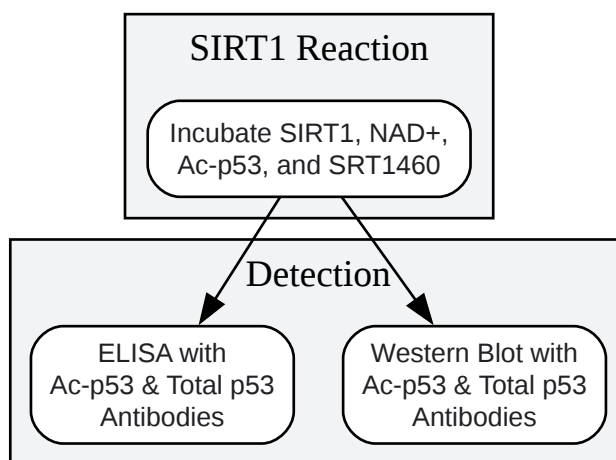 SIRT1 Reaction
Incubate SIRT1, NAD+,
Ac-p53, and SRT1460
Detection
ELISA with
Ac-p53 & Total p53
Antibodies
Western Blot with
Ac-p53 & Total p53
Antibodies